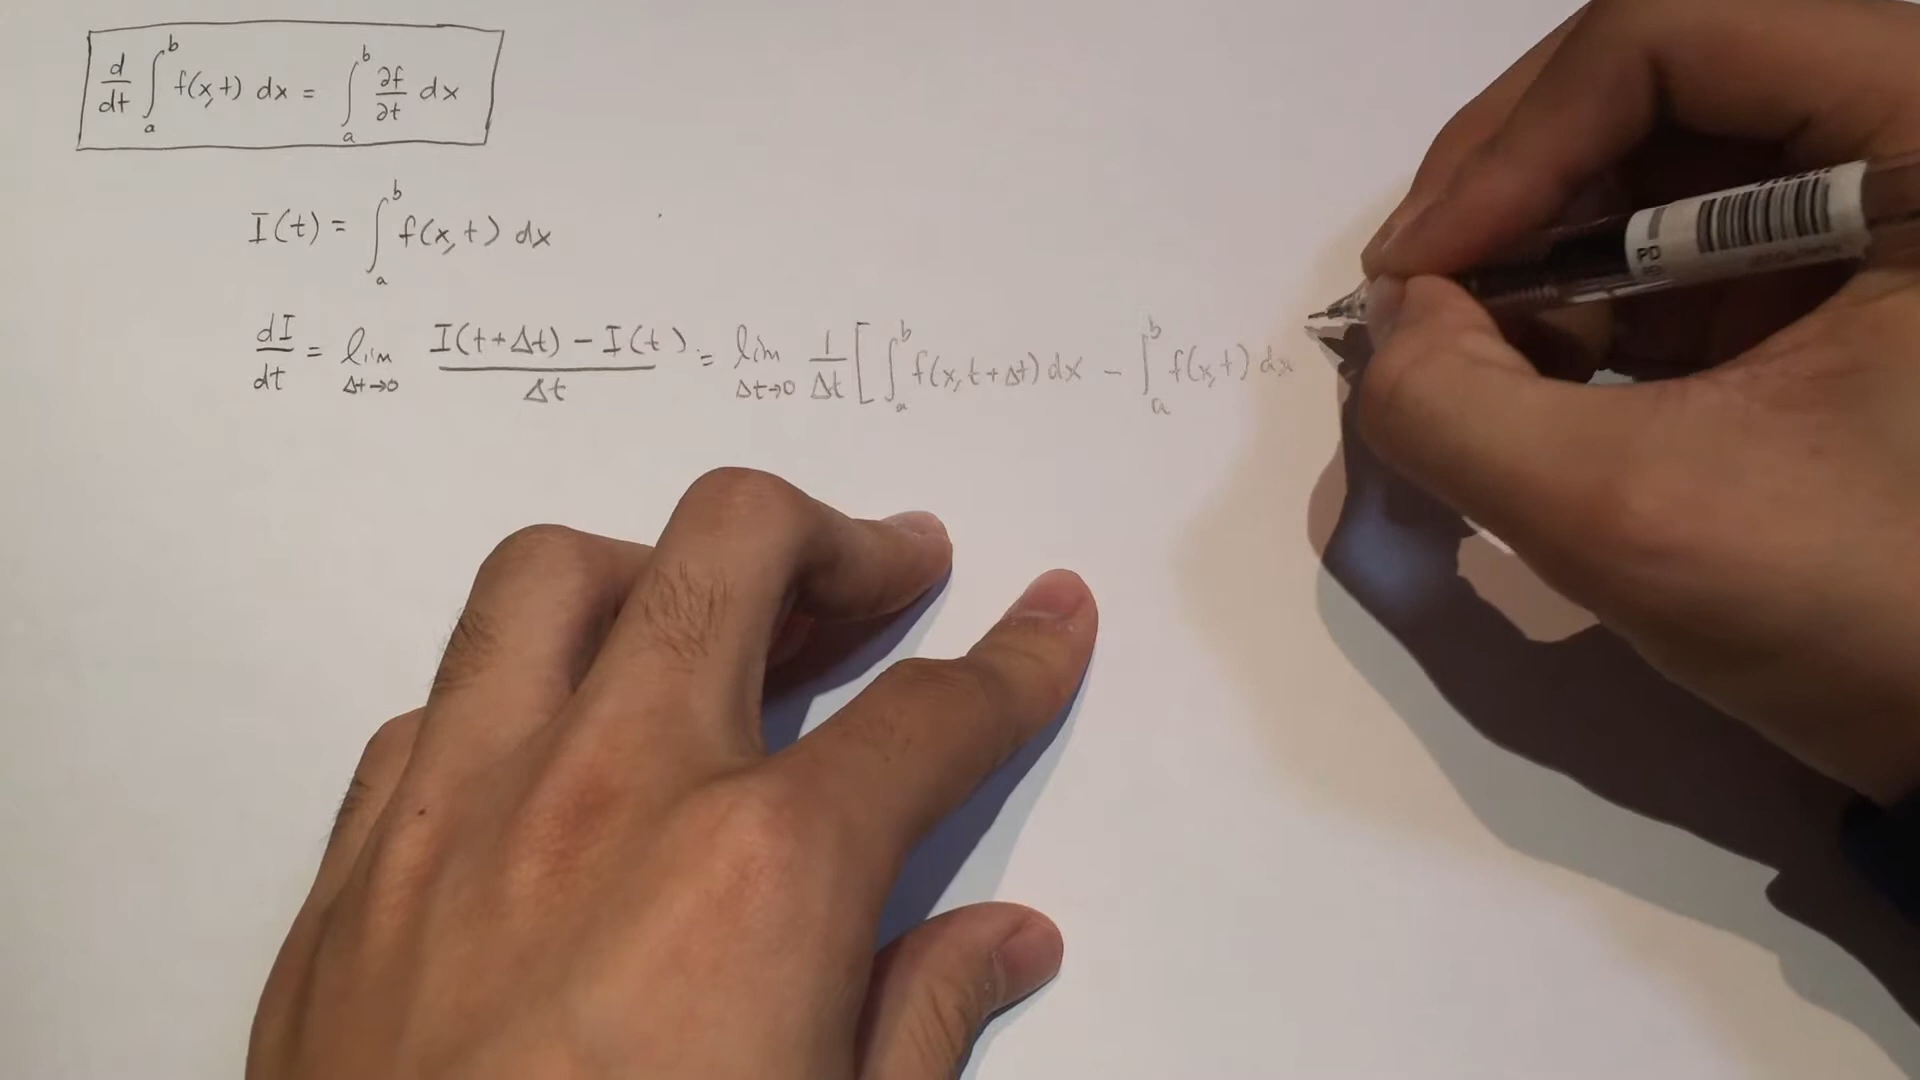 d/dt ∫_a^b f(x,t) dx = ∫_a^b ∂f/∂t dx
I(t) = ∫_a^b f(x,t) dx
dI/dt = lim_{Δt→0} (I(t+Δt) − I(t))/Δt = lim_{Δt→0} 1/Δt [ ∫_a^b f(x,t+Δt) dx − ∫_a^b f(x,t) dx
PD